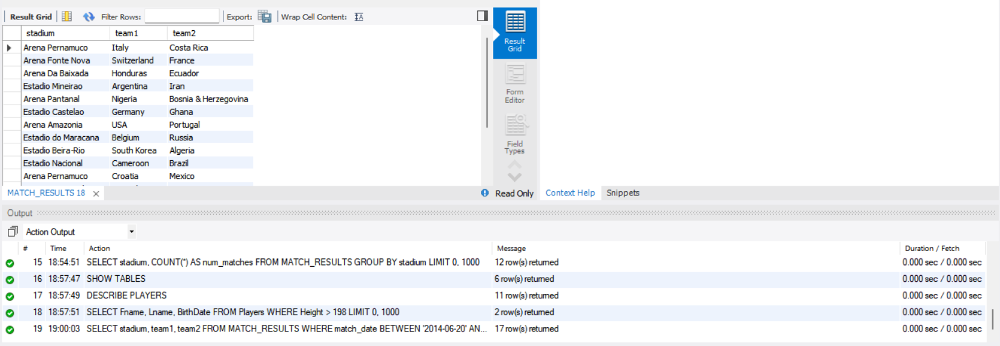 Result Grid Filter Rows: Export: Wrap Cell Content: IA
stadium team1 team2
Arena Pernamuco Italy Costa Rica
Arena Fonte Nova Switzerland France
Arena Da Baixada Honduras Ecuador
Estadio Mineirao Argentina Iran
Arena Pantanal Nigeria Bosnia & Herzegovina
Estadio Castelao Germany Ghana
Arena Amazonia USA Portugal
Estadio do Maracana Belgium Russia
Estadio Beira-Rio South Korea Algeria
Estadio Nacional Cameroon Brazil
Arena Pernamuco Croatia Mexico
Result
Grid
Form
Editor
Field
Types
MATCH_RESULTS 18 Read Only Context Help Snippets
Output
Action Output
# Time Action Message Duration / Fetch
15 18:54:51 SELECT stadium, COUNT(*) AS num_matches FROM MATCH_RESULTS GROUP BY stadium LIMIT 0, 1000 12 row(s) returned 0.000 sec / 0.000 sec
16 18:57:47 SHOW TABLES 6 row(s) returned 0.000 sec / 0.000 sec
17 18:57:49 DESCRIBE PLAYERS 11 row(s) returned 0.000 sec / 0.000 sec
18 18:57:51 SELECT Fname, Lname, BirthDate FROM Players WHERE Height > 198 LIMIT 0, 1000 2 row(s) returned 0.000 sec / 0.000 sec
19 19:00:03 SELECT stadium, team1, team2 FROM MATCH_RESULTS WHERE match_date BETWEEN '2014-06-20' AN... 17 row(s) returned 0.000 sec / 0.000 sec